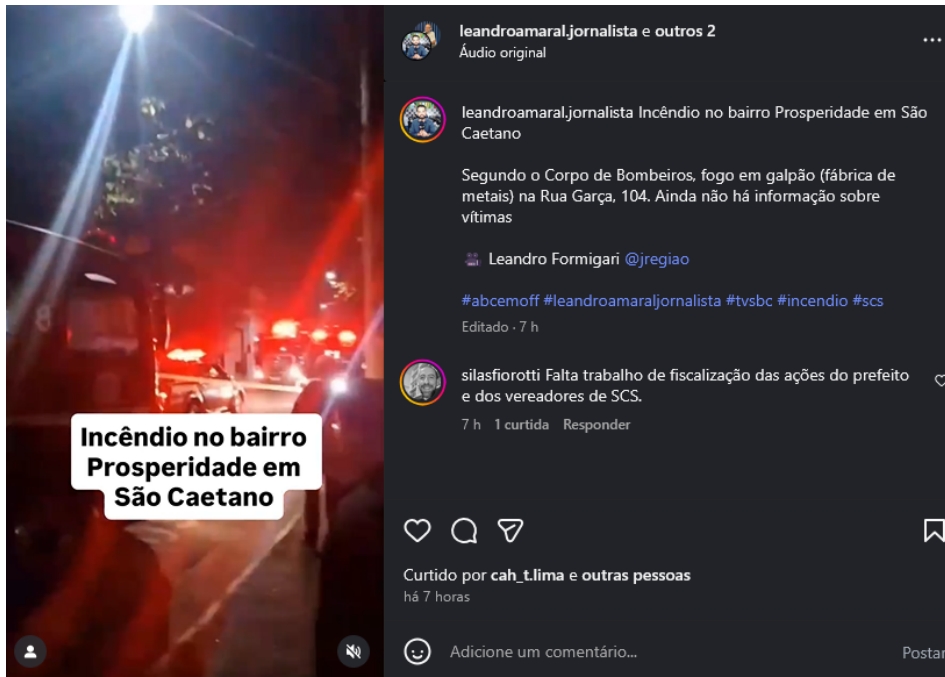 Incêndio no bairro
Prosperidade em
São Caetano
leandroamaral.jornalista e outros 2
Áudio original
leandroamaral.jornalista Incêndio no bairro Prosperidade em São
Caetano
Segundo o Corpo de Bombeiros, fogo em galpão (fábrica de
metais) na Rua Garça, 104. Ainda não há informação sobre
vítimas
Leandro Formigari @jregiao
#abcemoff #leandroamaraljornalista #tvsbc #incendio #scs
Editado · 7 h
silasfiorotti Falta trabalho de fiscalização das ações do prefeito
e dos vereadores de SCS.
7 h 1 curtida Responder
Curtido por cah_t.lima e outras pessoas
há 7 horas
Adicione um comentário...
Postar